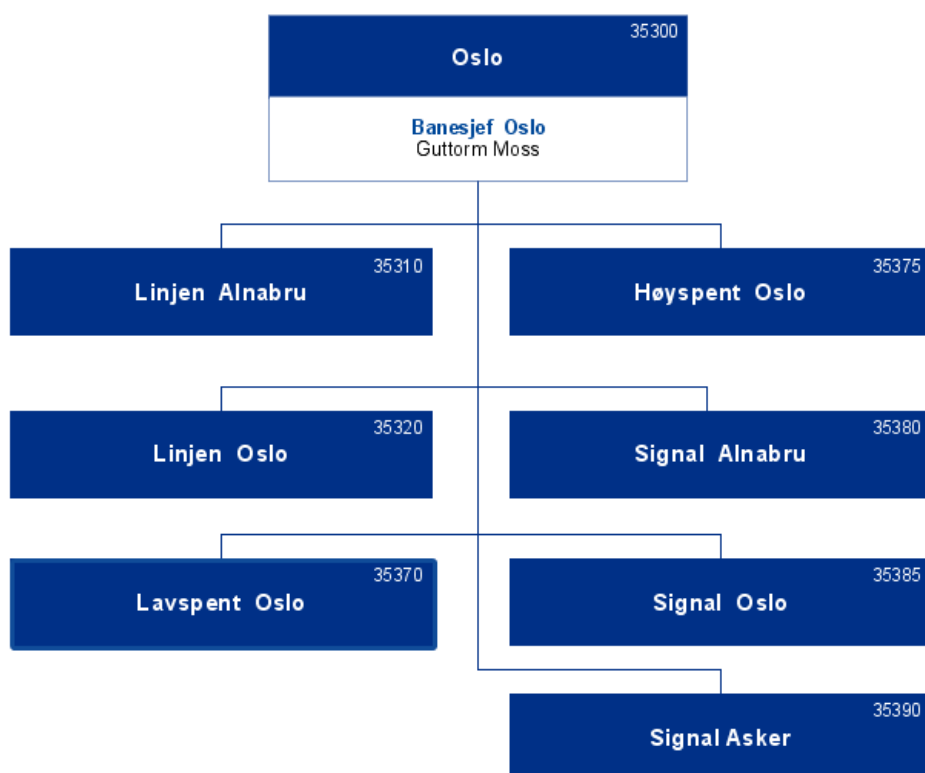 35300
Oslo
Banesjef Oslo
Guttorm Moss
35310
Linjen Alnabru
35375
Høyspent Oslo
35320
Linjen Oslo
35380
Signal Alnabru
35370
Lavspent Oslo
35385
Signal Oslo
35390
Signal Asker